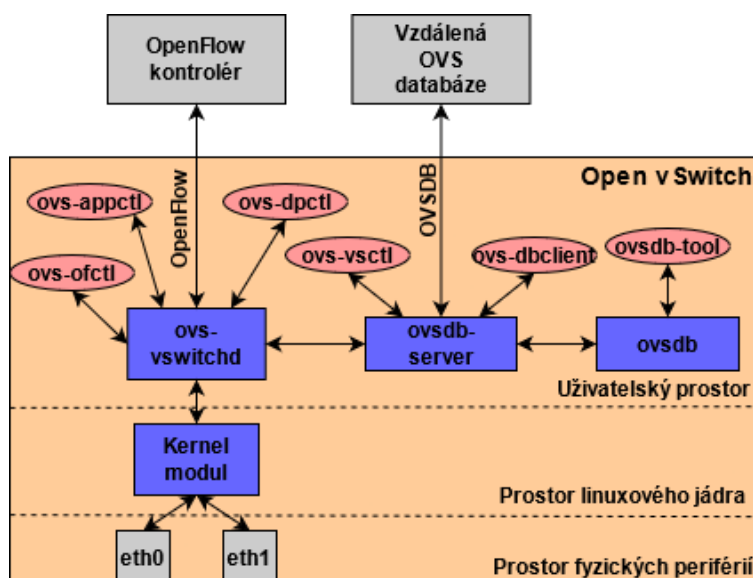 OpenFlow
kontrolér
Vzdálená
OVS
databáze
OpenFlow
OVSDB
Open vSwitch
ovs-appctl
ovs-dpctl
ovs-ofctl
ovs-vsctl
ovs-dbclient
ovsdb-tool
ovs-
vswitchd
ovsdb-
server
ovsdb
Uživatelský prostor
Kernel
modul
Prostor linuxového jádra
eth0
eth1
Prostor fyzických periférií